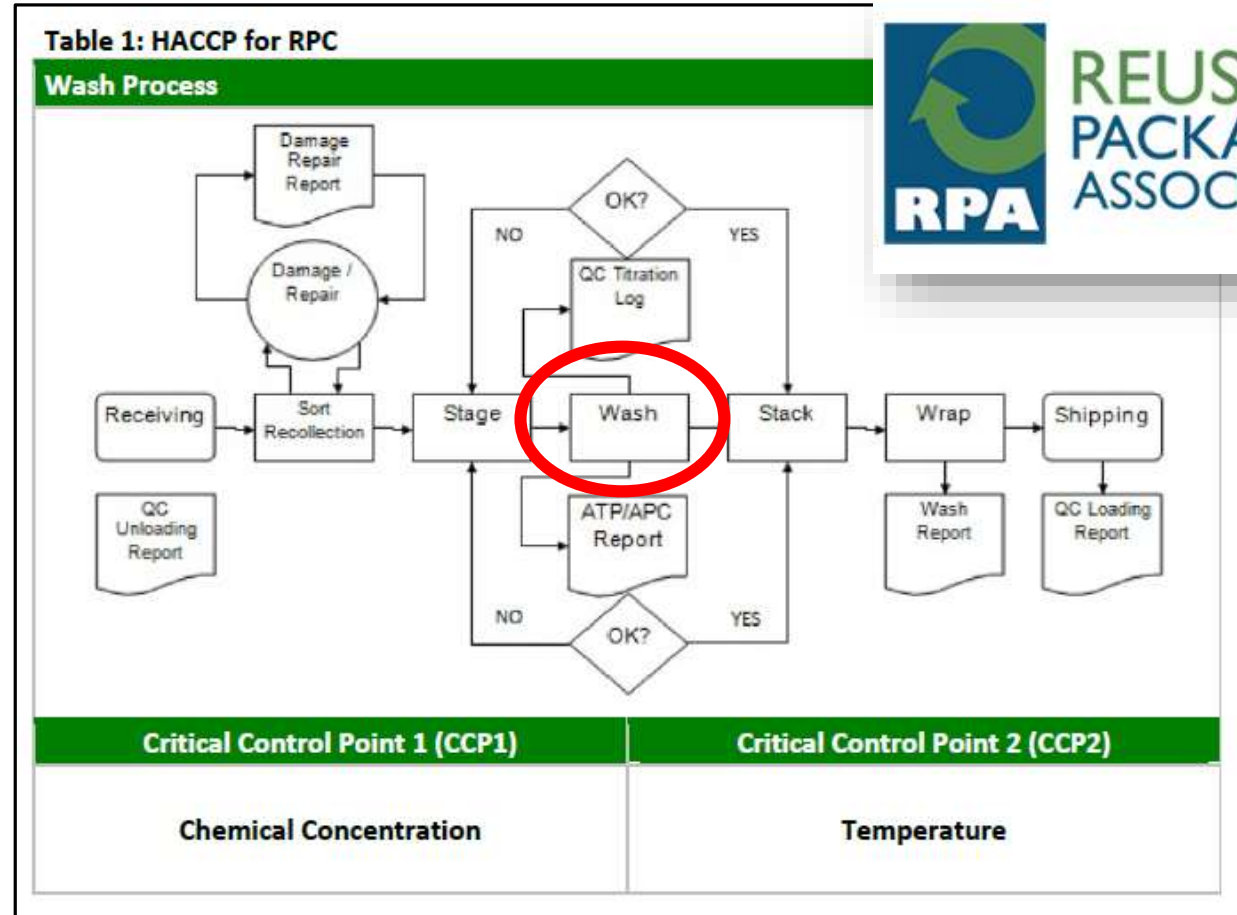 Table 1: HACCP for RPC
Wash Process
REUS
PACKA
ASSOC
RPA
Damage
Repair
Report
Damage /
Repair
OK?
NO
YES
QC Titration
Log
Receiving
Sort
Recollection
Stage
Wash
Stack
Wrap
Shipping
QC
Unloading
Report
ATP/APC
Report
Wash
Report
QC Loading
Report
NO
OK?
YES
Critical Control Point 1 (CCP1)
Critical Control Point 2 (CCP2)
Chemical Concentration
Temperature